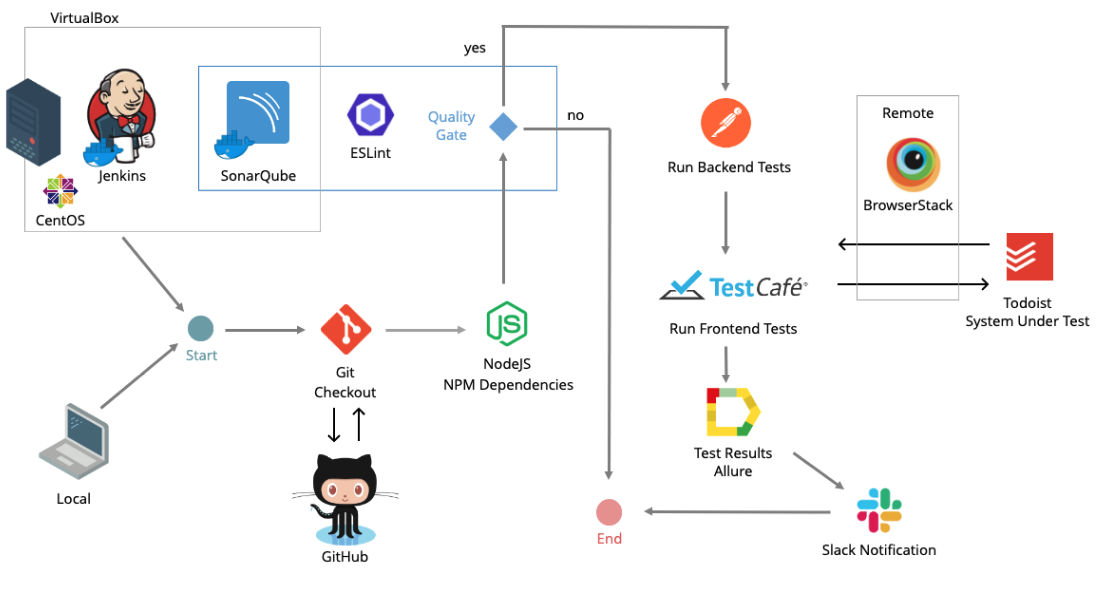 VirtualBox
yes
no
Quality
Gate
SonarQube
ESLint
Jenkins
CentOS
Run Backend Tests
Remote
BrowserStack
TestCafé®
Run Frontend Tests
Todoist
System Under Test
Start
Git
Checkout
JS
NodeJS
NPM Dependencies
Local
GitHub
Test Results
Allure
End
Slack Notification